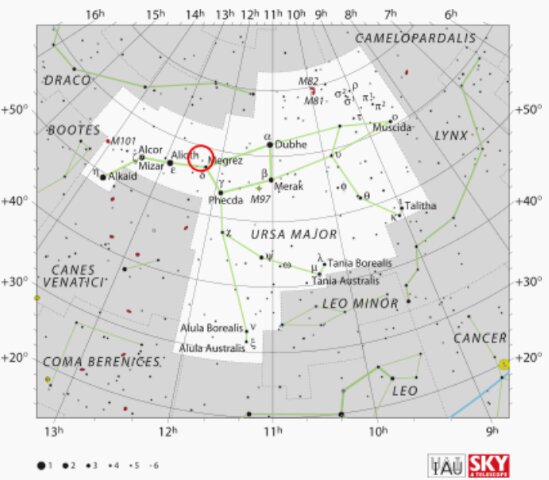 16h 15h 14h 13h 12h 11h 10h 9h 8h 7h 6h
CAMELOPARDALIS
M82
M81
σ² ρ
π²
DRACO
+50°
BOOTES
M101
Alcor
Mizar
Alioth
Megrez
α
Dubhe
τ
ο
Muscida
υ
LYNX
+50°
ζ
ε
δ
η
Alkaid
γ
Phecda
β
Merak
M97
φ
θ
ι
Talitha
κ
+40°
+40°
χ
URSA MAJOR
ψ
ω
λ
Tania Borealis
μ
Tania Australis
CANES
VENATICI
+30°
+30°
LEO MINOR
Alula Borealis ν
Alula Australis ξ
COMA BERENICES
CANCER
+20°
+20°
LEO
13h 12h 11h 10h 9h
1 2 3 4 5 6
IAU
SKY
& TELESCOPE